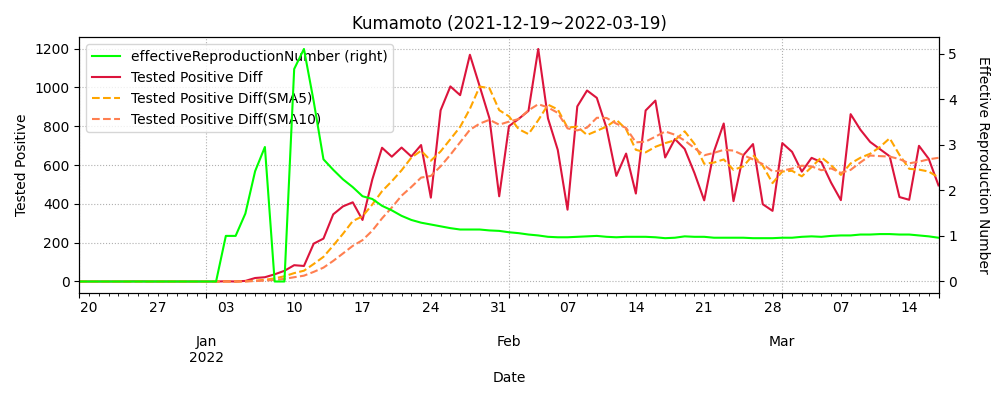 Kumamoto (2021-12-19~2022-03-19)
effectiveReproductionNumber (right)
Tested Positive Diff
Tested Positive Diff(SMA5)
Tested Positive Diff(SMA10)
1200
1000
800
600
400
200
0
Tested Positive
5
4
3
2
1
0
Effective Reproduction Number
20 27 03 10 17 24 31 07 14 21 28 07 14
Jan Feb Mar
2022
Date